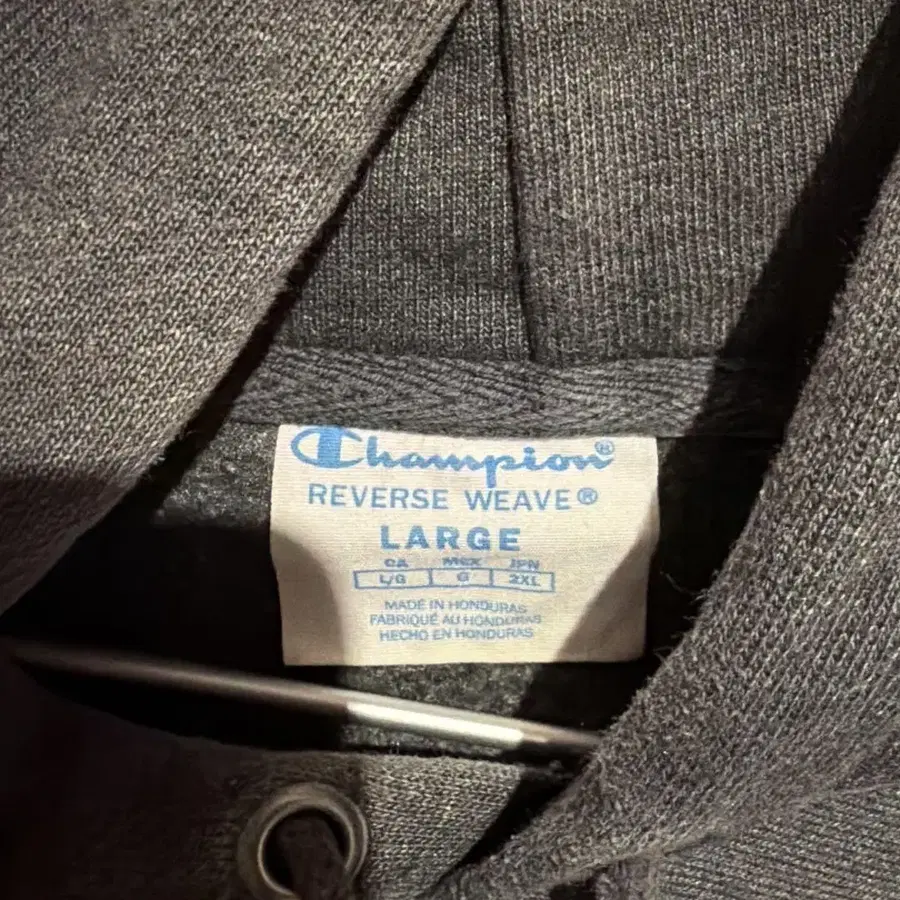 Champion®
REVERSE WEAVE®
LARGE
CA MEX JPN
L/G G 2XL
MADE IN HONDURAS
FABRIQUÉ AU HONDURAS
HECHO EN HONDURAS